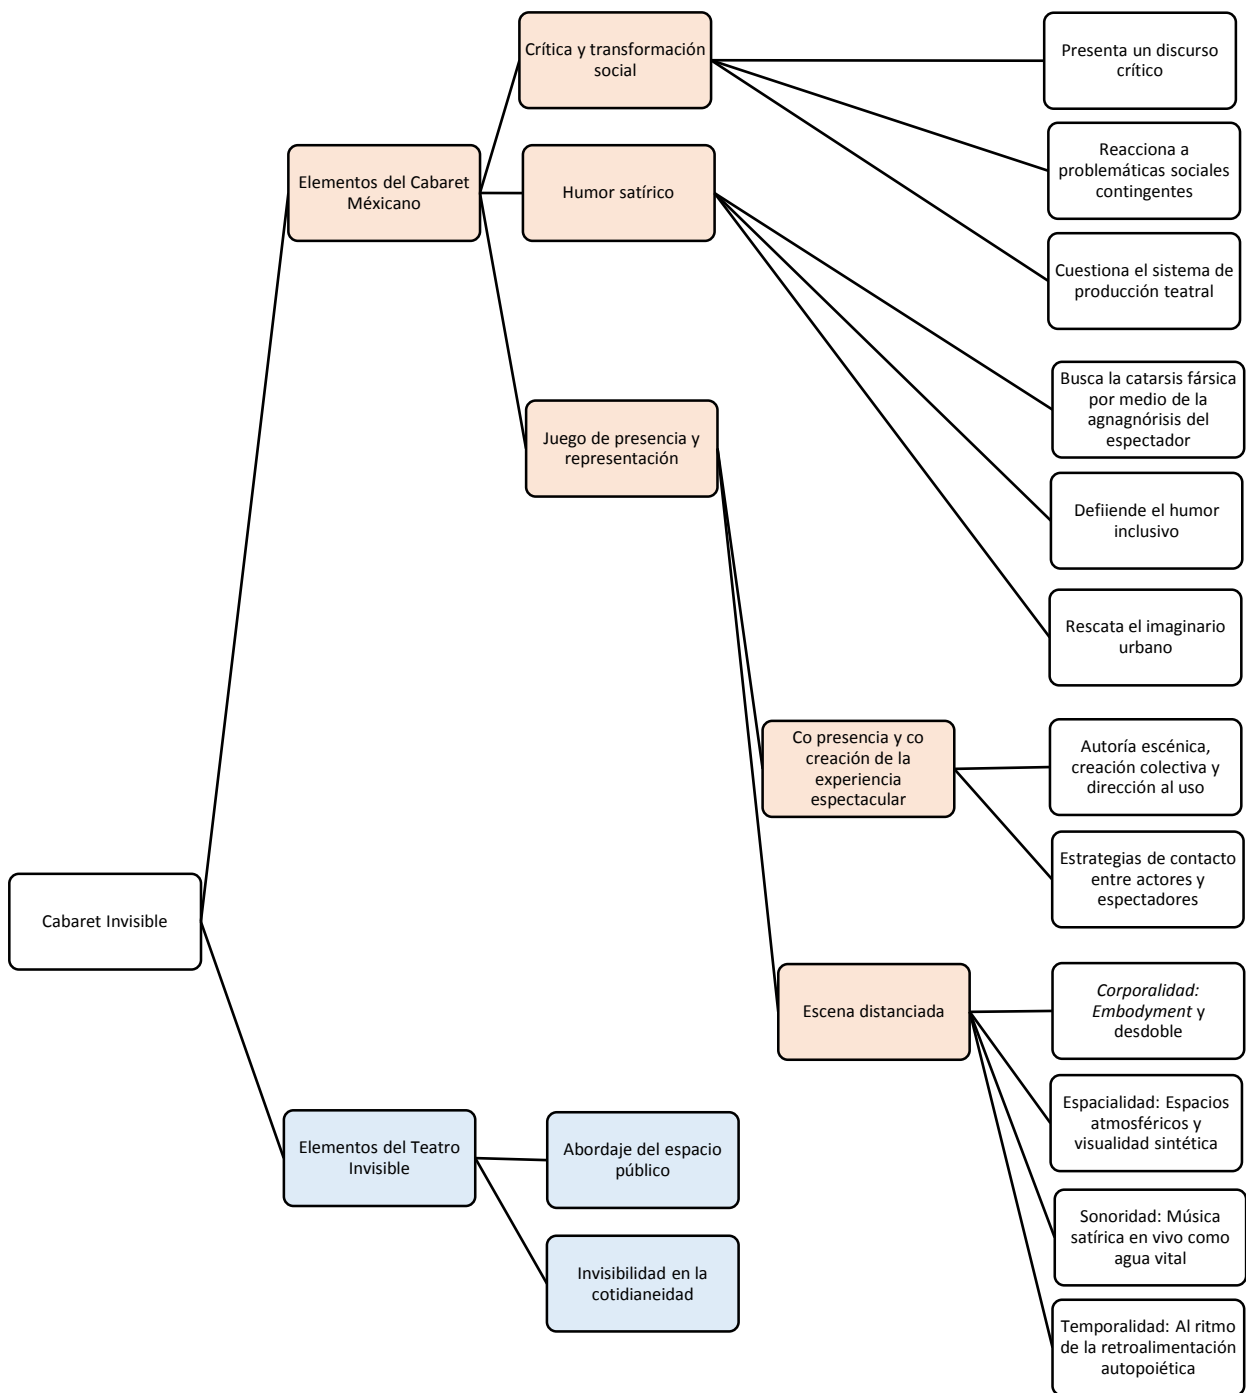 Crítica y transformación
social
Presenta un discurso
crítico
Reacciona a
problemáticas sociales
contingentes
Elementos del Cabaret
Méxicano
Humor satírico
Cuestiona el sistema de
producción teatral
Busca la catarsis fársica
por medio de la
agnagnórisis del
espectador
Juego de presencia y
representación
Defiiende el humor
inclusivo
Rescata el imaginario
urbano
Co presencia y co
creación de la
experiencia
espectacular
Autoría escénica,
creación colectiva y
dirección al uso
Estrategias de contacto
entre actores y
espectadores
Cabaret Invisible
Escena distanciada
Corporalidad:
Embodyment y
desdoble
Espacialidad: Espacios
atmosféricos y
visualidad sintética
Elementos del Teatro
Invisible
Abordaje del espacio
público
Sonoridad: Música
satírica en vivo como
agua vital
Invisibilidad en la
cotidianeidad
Temporalidad: Al ritmo
de la retroalimentación
autopoiética